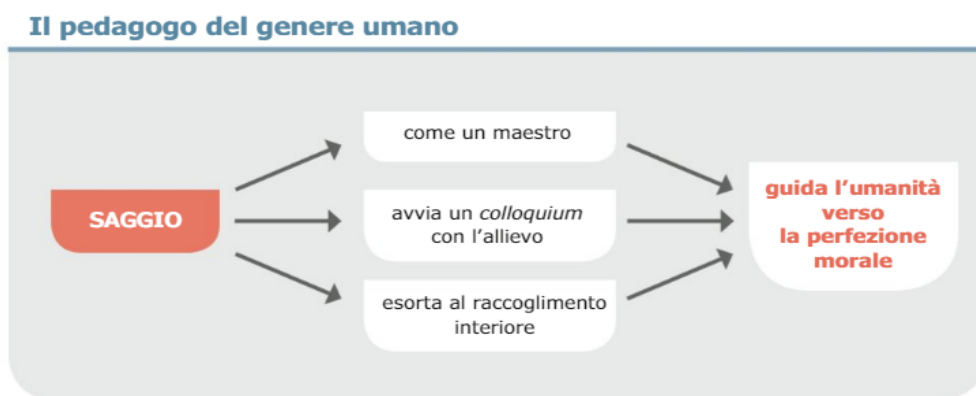 Il pedagogo del genere umano
SAGGIO
come un maestro
avvia un colloquium
con l'allievo
esorta al raccoglimento
interiore
guida l'umanità
verso
la perfezione
morale